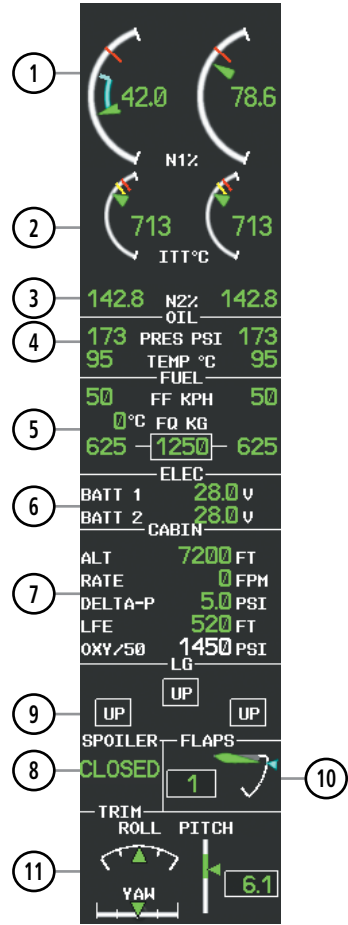 1
42.0 78.6
N1%
2
713 713
ITT°C
3
142.8 N2% 142.8
OIL
4
173 PRES PSI 173
95 TEMP °C 95
FUEL
50 FF KPH 50
0°C FQ KG
5
625 1250 625
ELEC
6
BATT 1 28.0 V
BATT 2 28.0 V
CABIN
ALT 7200 FT
7
RATE 0 FPM
DELTA-P 5.0 PSI
LFE 520 FT
OXY/50 1450 PSI
LG
UP
9
UP UP
SPOILER FLAPS
8
CLOSED 1
10
TRIM
ROLL PITCH
11
YAW 6.1